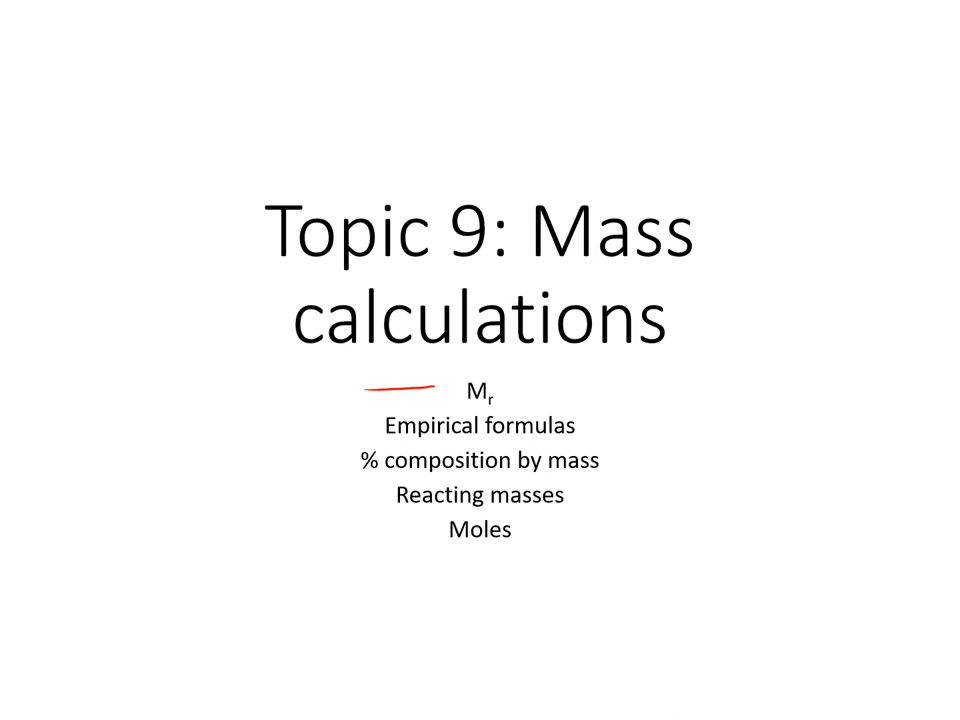 Topic 9: Mass
calculations
Mᵣ
Empirical formulas
% composition by mass
Reacting masses
Moles